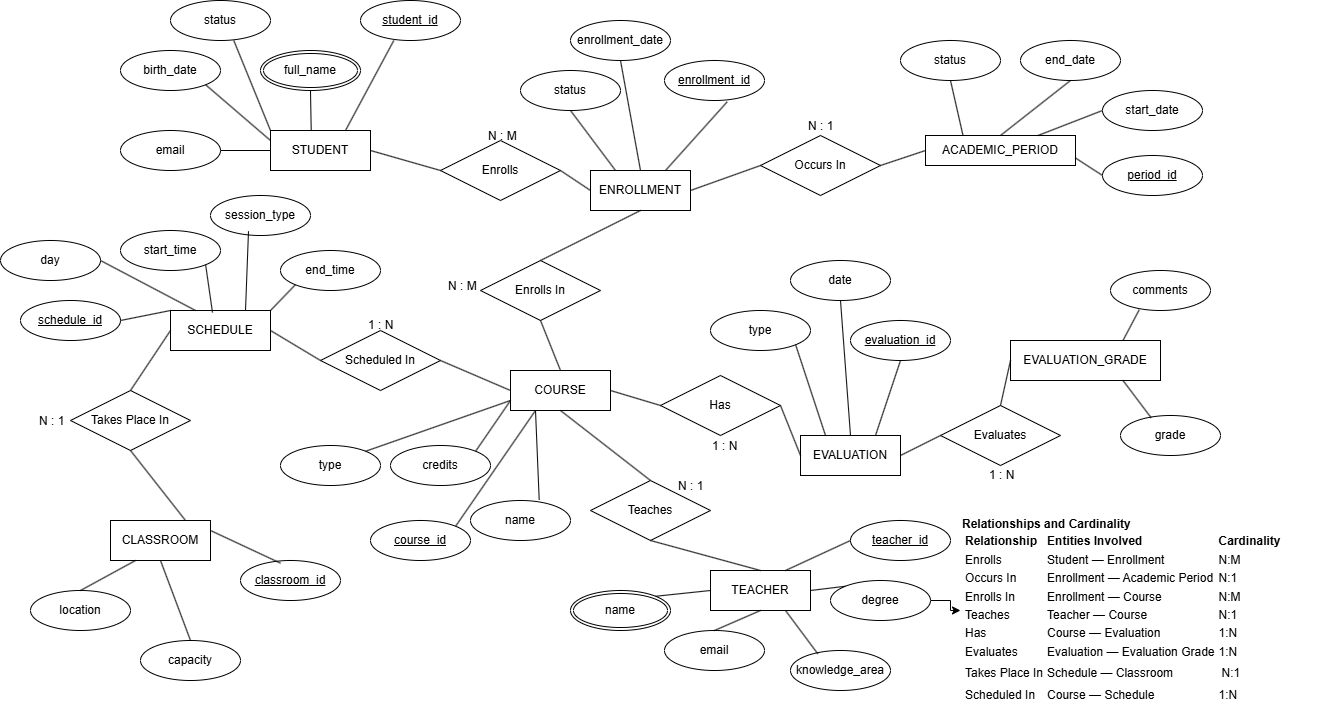 status
student_id
birth_date
full_name
email
STUDENT
N : M
Enrolls
enrollment_date
status
enrollment_id
ENROLLMENT
N : 1
Occurs In
status
end_date
start_date
period_id
ACADEMIC_PERIOD
session_type
start_time
day
end_time
schedule_id
SCHEDULE
1 : N
Scheduled In
N : M
Enrolls In
COURSE
N : 1
Takes Place In
type
credits
course_id
name
Has
1 : N
date
type
evaluation_id
EVALUATION
comments
EVALUATION_GRADE
grade
Evaluates
1 : N
N : 1
Teaches
CLASSROOM
classroom_id
location
capacity
teacher_id
TEACHER
name
degree
email
knowledge_area
Relationships and Cardinality
Relationship Entities Involved Cardinality
Enrolls Student — Enrollment N:M
Occurs In Enrollment — Academic Period N:1
Enrolls In Enrollment — Course N:M
Teaches Teacher — Course N:1
Has Course — Evaluation 1:N
Evaluates Evaluation — Evaluation Grade 1:N
Takes Place In Schedule — Classroom N:1
Scheduled In Course — Schedule 1:N